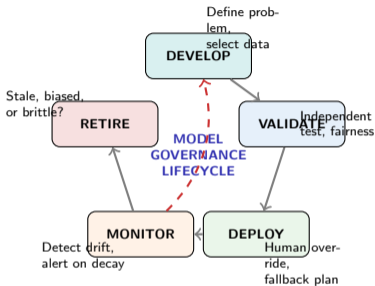 Define prob-
lem,
select data
DEVELOP
Stale, biased,
or brittle?
RETIRE
VALIDATE
Independent
test, fairness
MODEL
GOVERNANCE
LIFECYCLE
MONITOR
DEPLOY
Detect drift,
alert on decay
Human over-
ride,
fallback plan